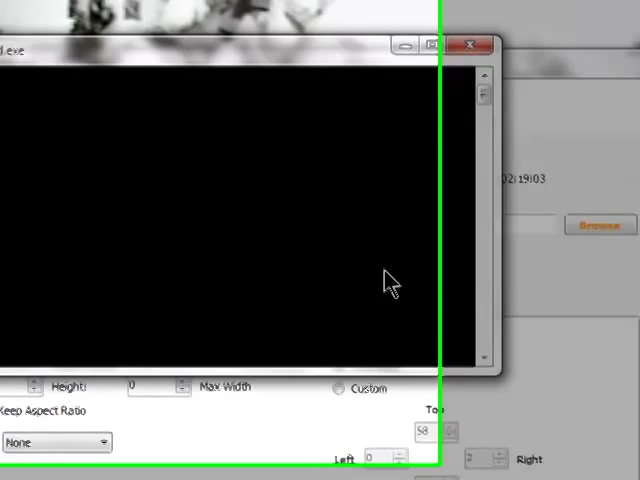 d.exe
02:19:03
Browse
Height: 0 Max Width
Custom
Keep Aspect Ratio
Top
58
None
Left 0 2 Right